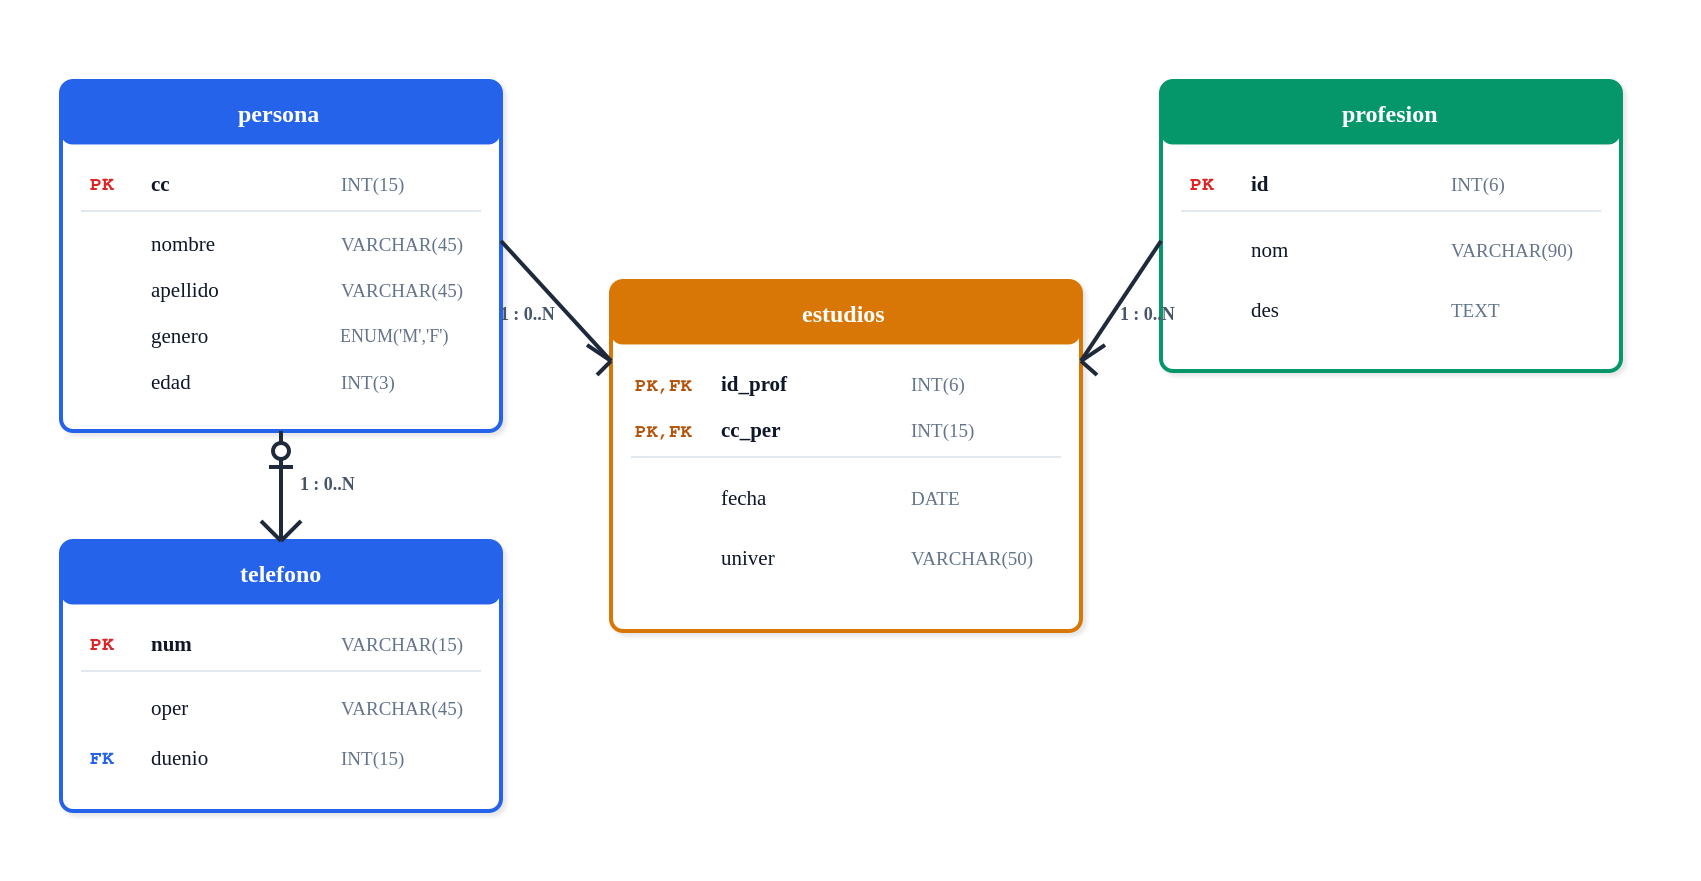 persona
PK cc INT(15)
nombre VARCHAR(45)
apellido VARCHAR(45)
genero ENUM('M','F')
edad INT(3)
1 : 0..N
telefono
PK num VARCHAR(15)
oper VARCHAR(45)
FK duenio INT(15)
1 : 0..N
estudios
PK,FK id_prof INT(6)
PK,FK cc_per INT(15)
fecha DATE
univer VARCHAR(50)
1 : 0..N
profesion
PK id INT(6)
nom VARCHAR(90)
des TEXT